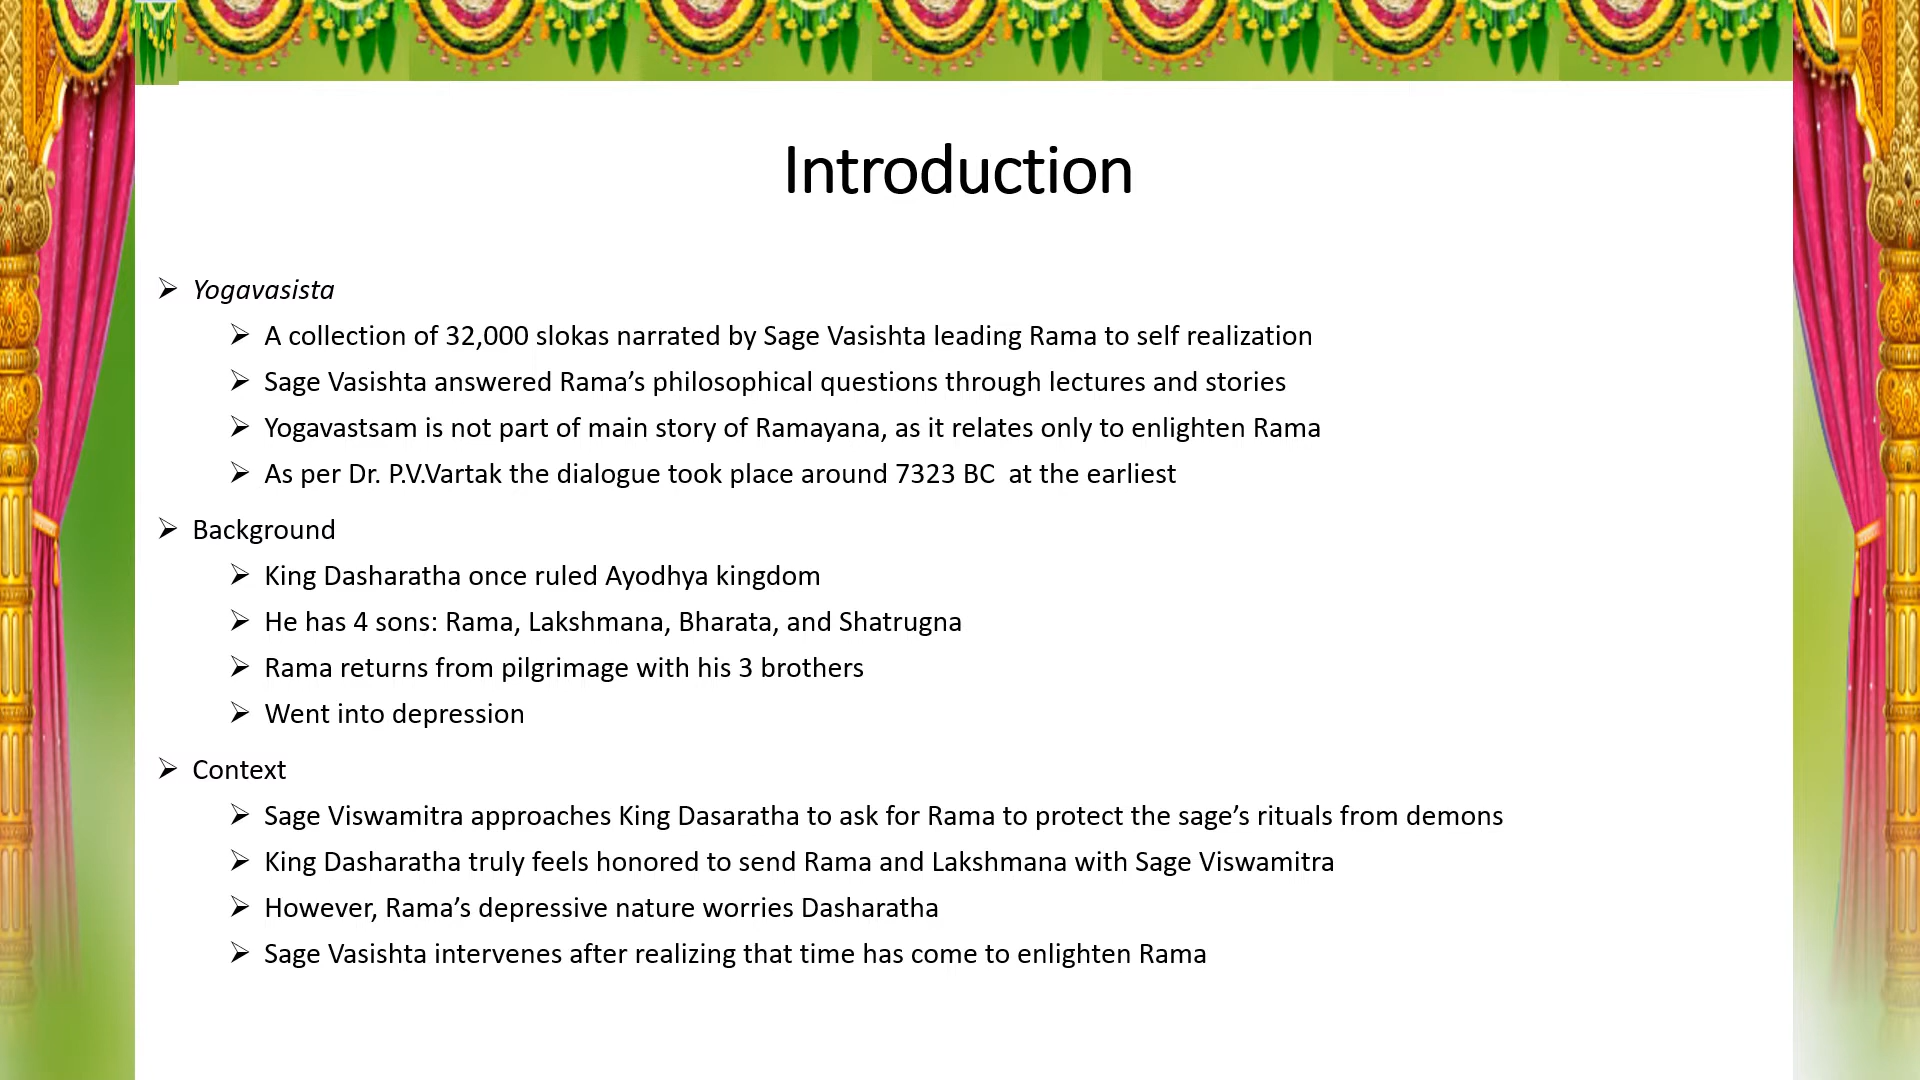 Introduction
Yogavasista
A collection of 32,000 slokas narrated by Sage Vasishta leading Rama to self realization
Sage Vasishta answered Rama’s philosophical questions through lectures and stories
Yogavastsam is not part of main story of Ramayana, as it relates only to enlighten Rama
As per Dr. P.V.Vartak the dialogue took place around 7323 BC  at the earliest
Background
King Dasharatha once ruled Ayodhya kingdom
He has 4 sons: Rama, Lakshmana, Bharata, and Shatrugna
Rama returns from pilgrimage with his 3 brothers
Went into depression
Context
Sage Viswamitra approaches King Dasaratha to ask for Rama to protect the sage’s rituals from demons
King Dasharatha truly feels honored to send Rama and Lakshmana with Sage Viswamitra
However, Rama’s depressive nature worries Dasharatha
Sage Vasishta intervenes after realizing that time has come to enlighten Rama